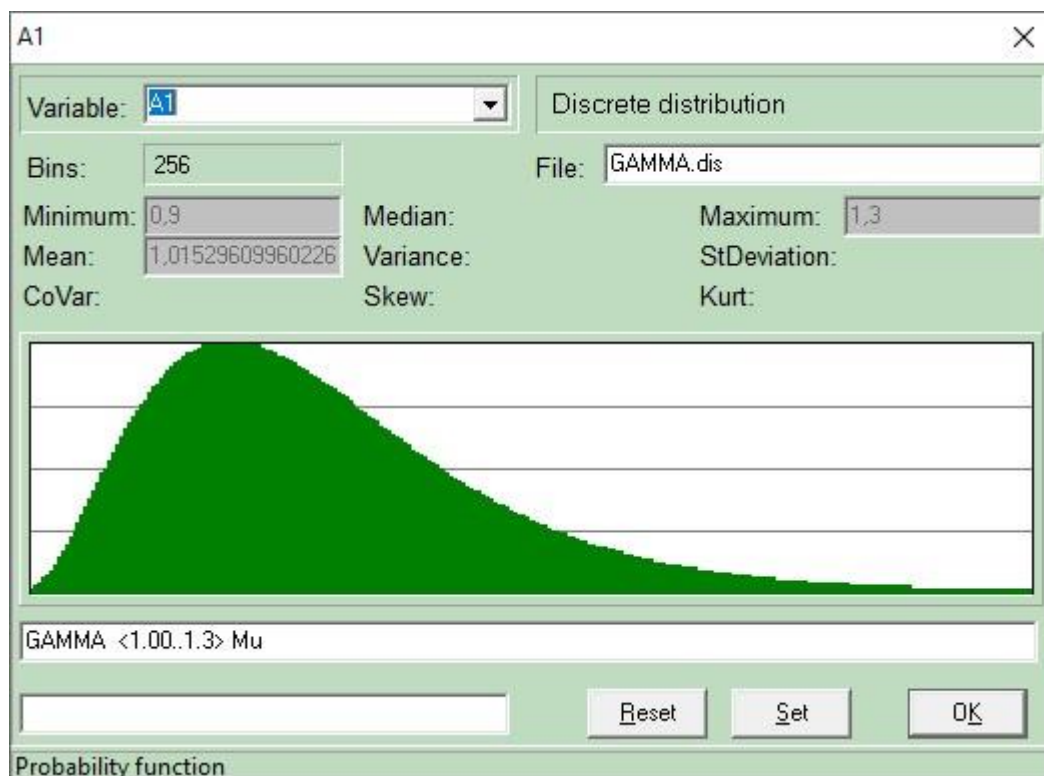 A1
Variable: A1 Discrete distribution
Bins: 256 File: GAMMA.dis
Minimum: 0,9 Median: Maximum: 1,3
Mean: 1,01529609960226 Variance: StDeviation:
CoVar: Skew: Kurt:
GAMMA <1.00..1.3> Mu
Reset Set OK
Probability function